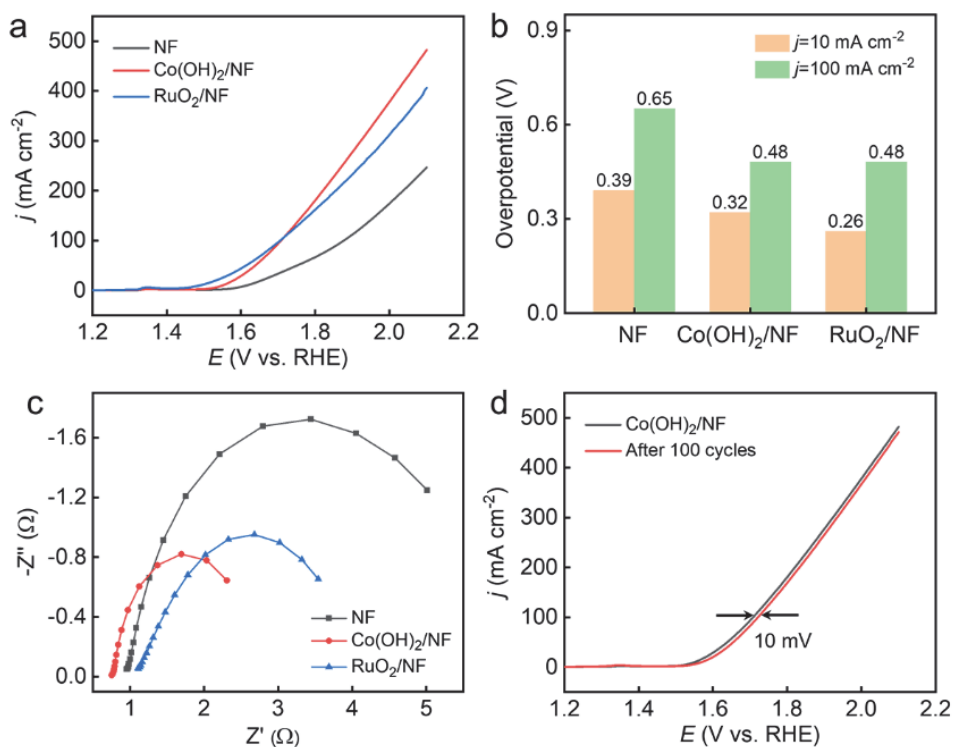 a
500
400
300
200
100
0
j (mA cm-2)
NF
Co(OH)2/NF
RuO2/NF
1.2 1.4 1.6 1.8 2.0 2.2
E (V vs. RHE)
b
0.9
0.6
0.3
0.0
Overpotential (V)
j=10 mA cm-2
j=100 mA cm-2
0.39
0.65
0.32
0.48
0.26
0.48
NF Co(OH)2/NF RuO2/NF
c
-1.6
-1.2
-0.8
-0.4
0.0
-Z'' (Ω)
NF
Co(OH)2/NF
RuO2/NF
1 2 3 4 5
Z' (Ω)
d
500
400
300
200
100
0
j (mA cm-2)
Co(OH)2/NF
After 100 cycles
10 mV
1.2 1.4 1.6 1.8 2.0 2.2
E (V vs. RHE)